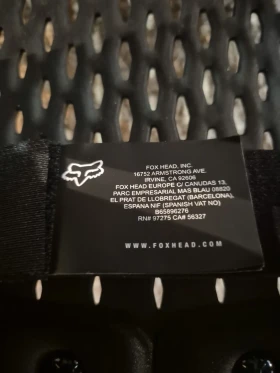 FOX HEAD, INC.
16752 ARMSTRONG AVE.
IRVINE, CA 92606
FOX HEAD EUROPE C/ CANUDAS 13,
PARC EMPRESARIAL MAS BLAU 08820
EL PRAT DE LLOBREGAT (BARCELONA),
ESPANA NIF (SPANISH VAT NO)
B65896276
RN# 97275 CA# 56327
WWW.FOXHEAD.COM